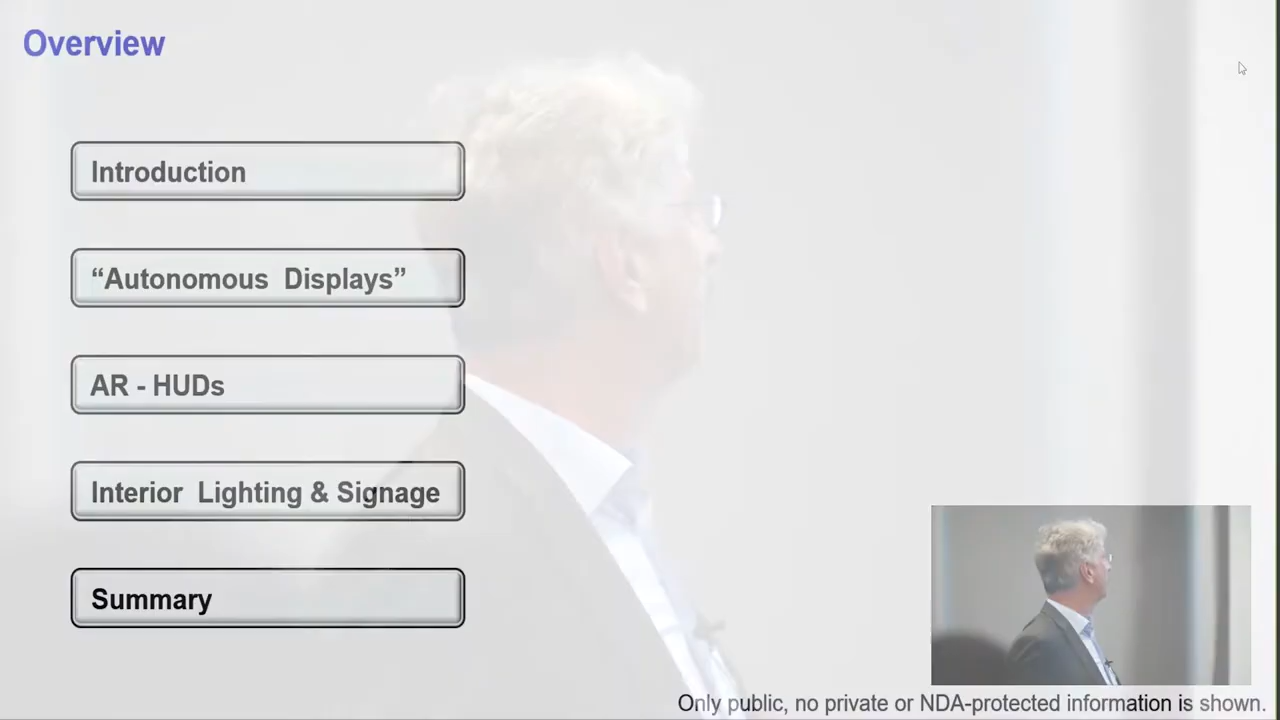 Overview
Introduction
“Autonomous Displays”
AR - HUDs
Interior Lighting & Signage
Summary
Only public, no private or NDA-protected information is shown.